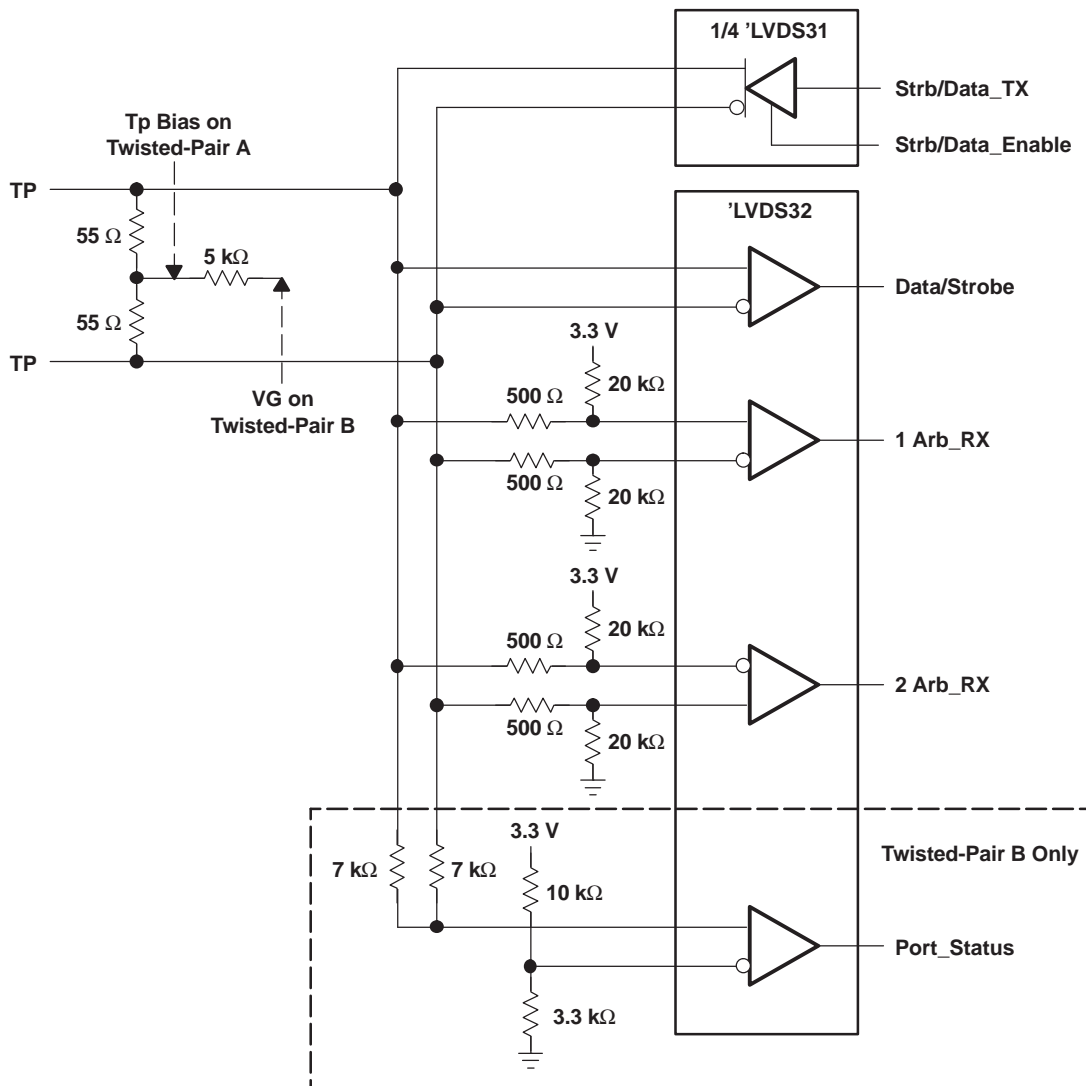 1/4 ’LVDS31
Strb/Data_TX
Strb/Data_Enable
Tp Bias on
Twisted-Pair A
TP
55 Ω
5 kΩ
55 Ω
TP
VG on
Twisted-Pair B
’LVDS32
Data/Strobe
3.3 V
500 Ω
20 kΩ
1 Arb_RX
500 Ω
20 kΩ
3.3 V
500 Ω
20 kΩ
2 Arb_RX
500 Ω
20 kΩ
3.3 V
Twisted-Pair B Only
7 kΩ
7 kΩ
10 kΩ
Port_Status
3.3 kΩ